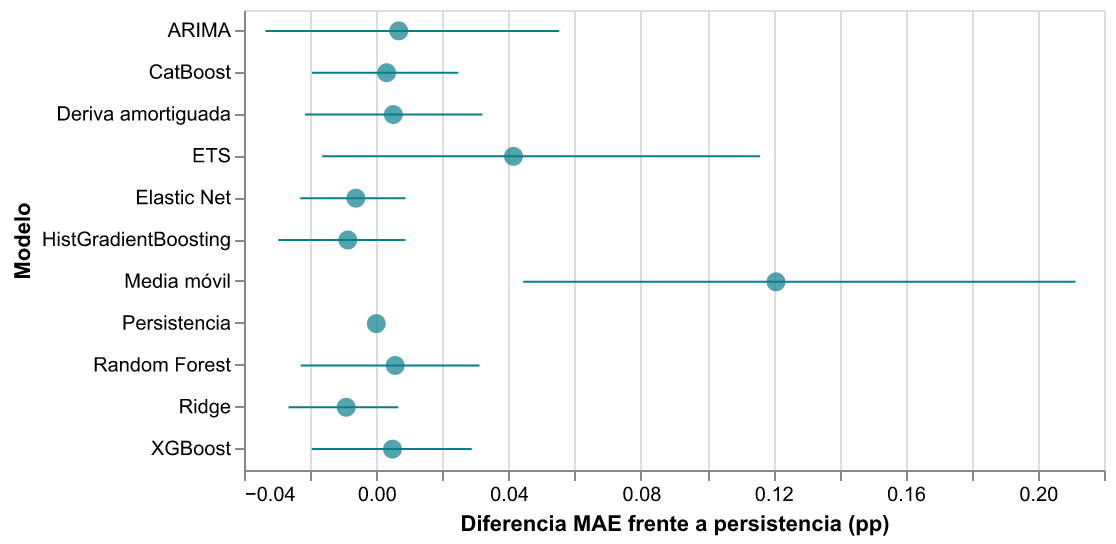 ARIMA
CatBoost
Deriva amortiguada
ETS
Elastic Net
HistGradientBoosting
Media móvil
Persistencia
Random Forest
Ridge
XGBoost
Modelo
−0.04 0.00 0.04 0.08 0.12 0.16 0.20
Diferencia MAE frente a persistencia (pp)